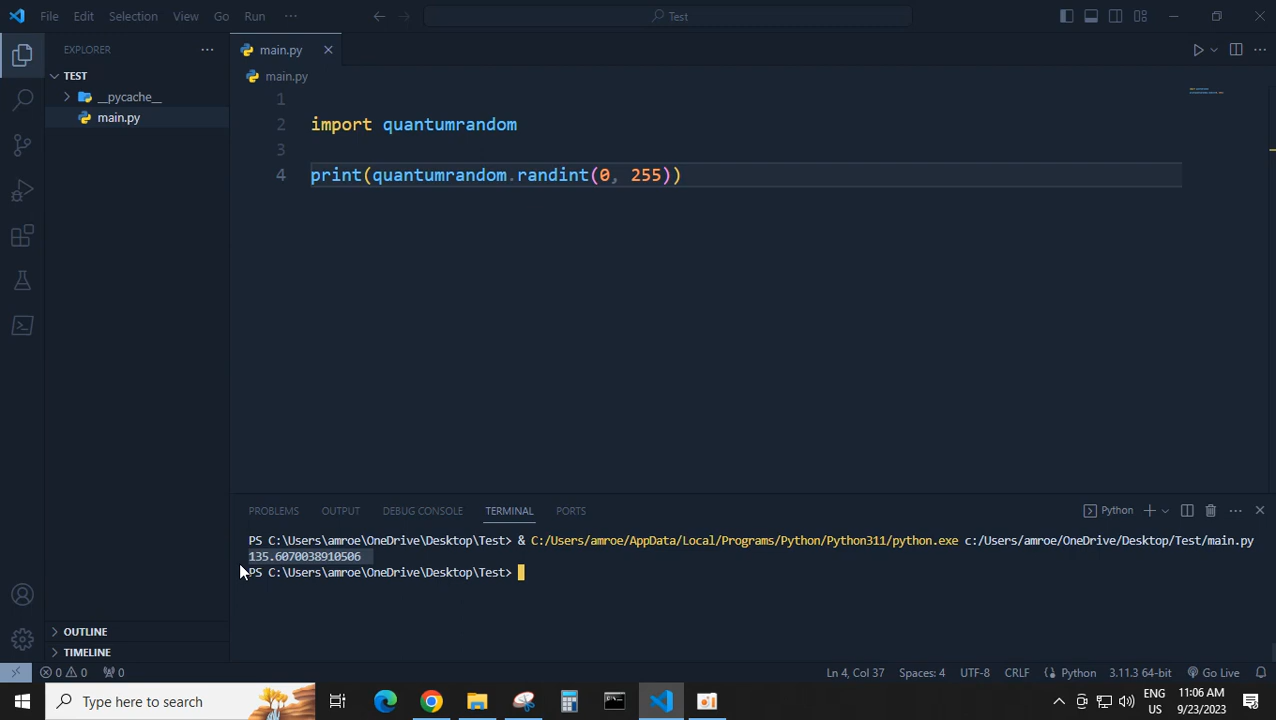 File Edit Selection View Go Run ··· Test
EXPLORER ···
TEST
__pycache__
main.py
main.py
main.py
1
2 import quantumrandom
3
4 print(quantumrandom.randint(0, 255))
PROBLEMS OUTPUT DEBUG CONSOLE TERMINAL PORTS Python
PS C:\Users\amroe\OneDrive\Desktop\Test> & C:/Users/amroe/AppData/Local/Programs/Python/Python311/python.exe c:/Users/amroe/OneDrive/Desktop/Test/main.py
135.6070038910506
PS C:\Users\amroe\OneDrive\Desktop\Test>
OUTLINE
TIMELINE
0 0 0 Ln 4, Col 37 Spaces: 4 UTF-8 CRLF Python 3.11.3 64-bit Go Live
Type here to search
ENG
US
11:06 AM
9/23/2023